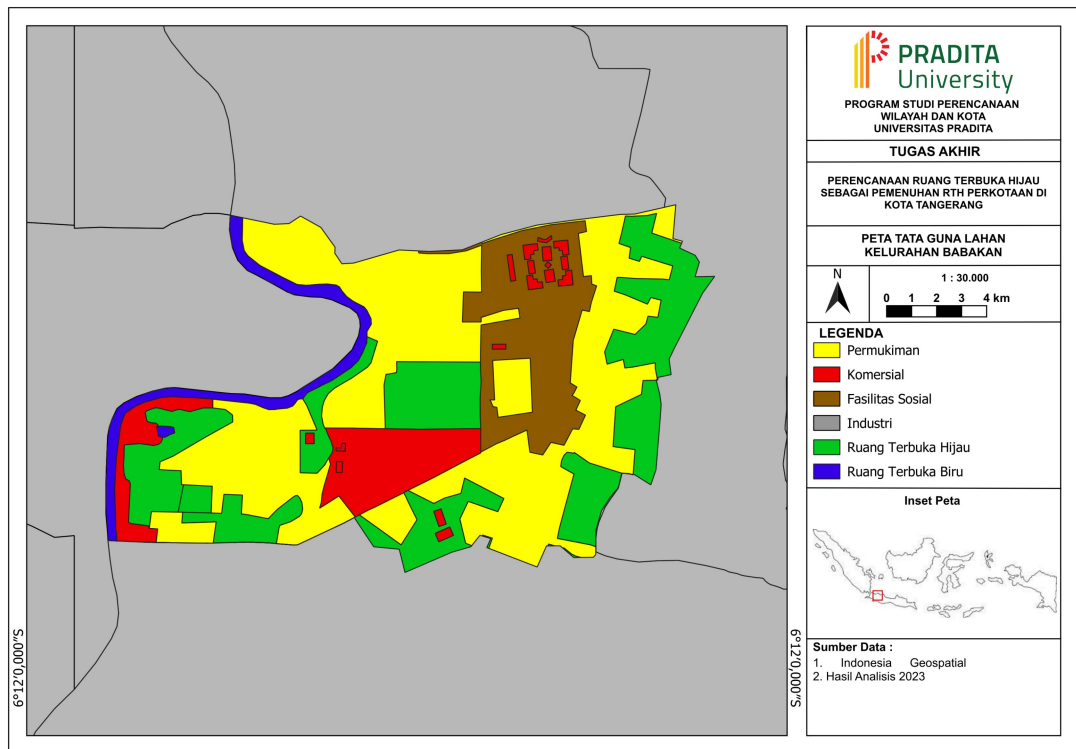 PRADITA
University
PROGRAM STUDI PERENCANAAN
WILAYAH DAN KOTA
UNIVERSITAS PRADITA
TUGAS AKHIR
PERENCANAAN RUANG TERBUKA HIJAU
SEBAGAI PEMENUHAN RTH PERKOTAAN DI
KOTA TANGERANG
PETA TATA GUNA LAHAN
KELURAHAN BABAKAN
N
1 : 30.000
0 1 2 3 4 km
LEGENDA
Permukiman
Komersial
Fasilitas Sosial
Industri
Ruang Terbuka Hijau
Ruang Terbuka Biru
Inset Peta
Sumber Data :
1. Indonesia Geospatial
2. Hasil Analisis 2023
6°12'0,000"S
6°12'0,000"S